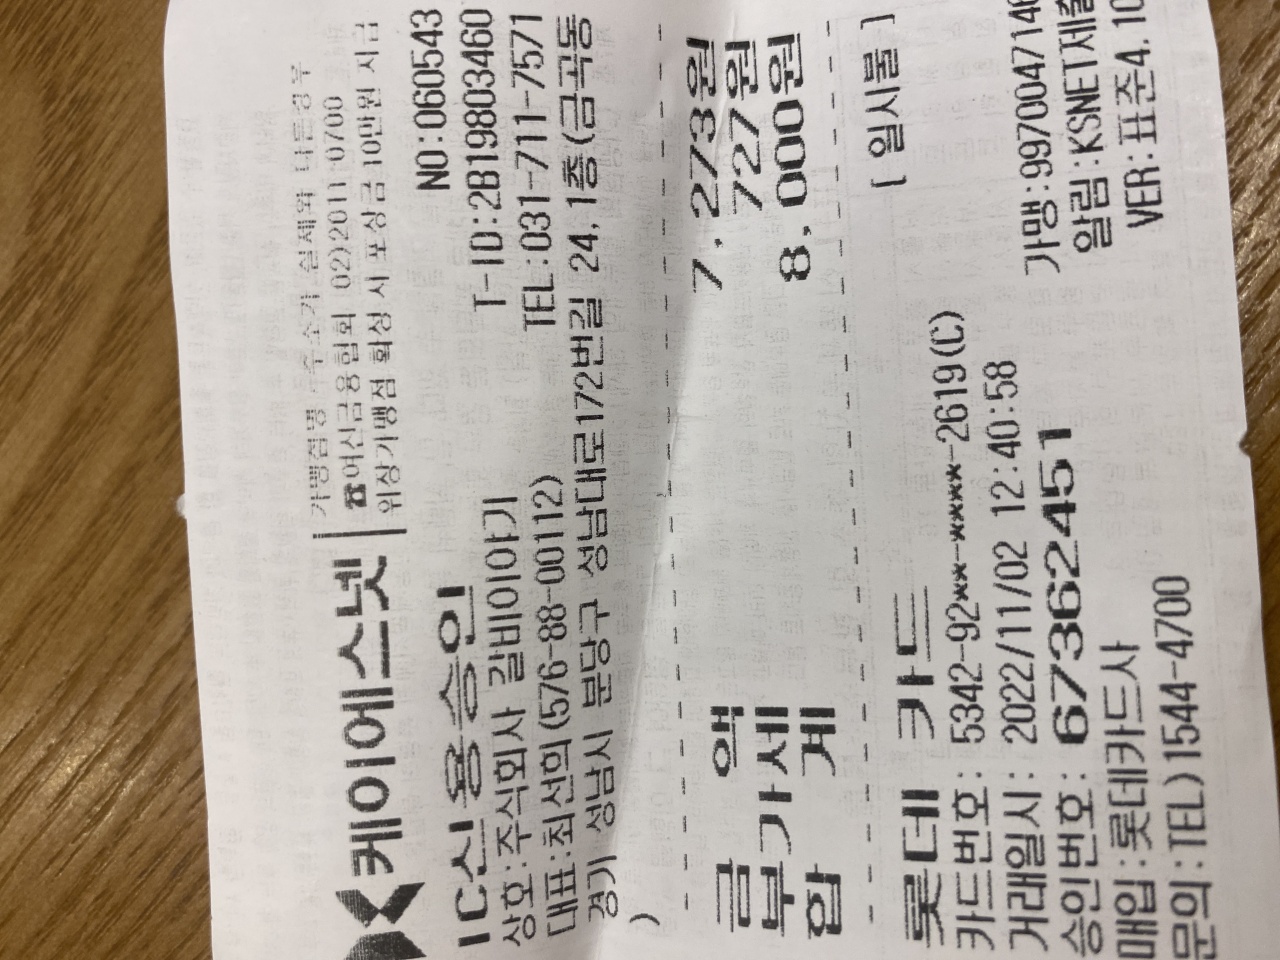 가맹점명 · 주소가 실제와 다른경우
케이에스넷
☎여신금융협회 02)2011-0700
위장가맹점 확정 시 포상금 10만원 지급
IC신용승인 NO:060543
T-ID:2B19803460
상호:주식회사 갈비이야기 TEL:031-711-7571
대표:최선희(576-88-00112)
경기 성남시 분당구 성남대로172번길 24,1층(금곡동
)
금 액 7,273원
부가세 727원
합 계 8,000원
롯데 카드 [ 일시불 ]
카드번호: 5342-92**-****-2619(C)
거래일시: 2022/11/02 12:40:58
승인번호: 67362451 가맹:99700471
매입:롯데카드사 알림:KSNET제출
문의:TEL)1544-4700 VER:표준4.10